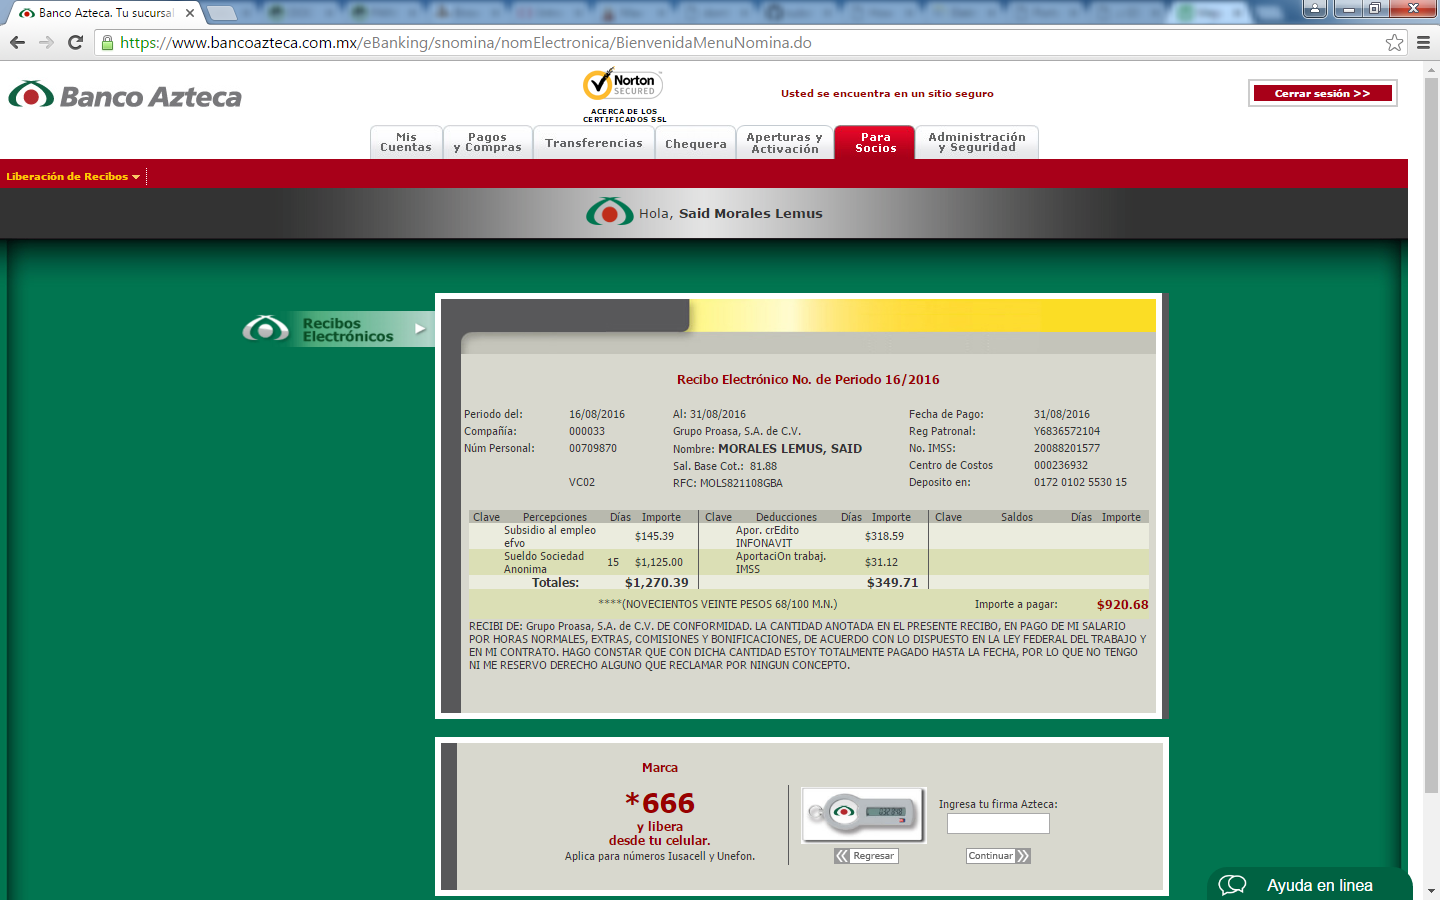 Banco Azteca. Tu sucursal
https://www.bancoazteca.com.mx/eBanking/snomina/nomElectronica/BienvenidaMenuNomina.do
Banco Azteca
Norton
SECURED
ACERCA DE LOS
CERTIFICADOS SSL
Usted se encuentra en un sitio seguro
Cerrar sesión >>
Mis Cuentas
Pagos y Compras
Transferencias
Chequera
Aperturas y Activación
Para Socios
Administración y Seguridad
Liberación de Recibos
Hola, Said Morales Lemus
Recibos
Electrónicos
Recibo Electrónico No. de Periodo 16/2016
Periodo del: 16/08/2016 Al: 31/08/2016 Fecha de Pago: 31/08/2016
Compañía: 000033 Grupo Proasa, S.A. de C.V. Reg Patronal: Y6836572104
Núm Personal: 00709870 Nombre: MORALES LEMUS, SAID No. IMSS: 20088201577
Sal. Base Cot.: 81.88 Centro de Costos 000236932
VC02 RFC: MOLS821108GBA Deposito en: 0172 0102 5530 15
Clave Percepciones Días Importe Clave Deducciones Días Importe Clave Saldos Días Importe
Subsidio al empleo efvo $145.39 Apor. crEdito INFONAVIT $318.59
Sueldo Sociedad Anonima 15 $1,125.00 AportaciOn trabaj. IMSS $31.12
Totales: $1,270.39 $349.71
****(NOVECIENTOS VEINTE PESOS 68/100 M.N.) Importe a pagar: $920.68
RECIBI DE: Grupo Proasa, S.A. de C.V. DE CONFORMIDAD. LA CANTIDAD ANOTADA EN EL PRESENTE RECIBO, EN PAGO DE MI SALARIO
POR HORAS NORMALES, EXTRAS, COMISIONES Y BONIFICACIONES, DE ACUERDO CON LO DISPUESTO EN LA LEY FEDERAL DEL TRABAJO Y
EN MI CONTRATO. HAGO CONSTAR QUE CON DICHA CANTIDAD ESTOY TOTALMENTE PAGADO HASTA LA FECHA, POR LO QUE NO TENGO
NI ME RESERVO DERECHO ALGUNO QUE RECLAMAR POR NINGUN CONCEPTO.
Marca
*666
y libera
desde tu celular.
Aplica para números Iusacell y Unefon.
Ingresa tu firma Azteca:
Regresar
Continuar
Ayuda en linea